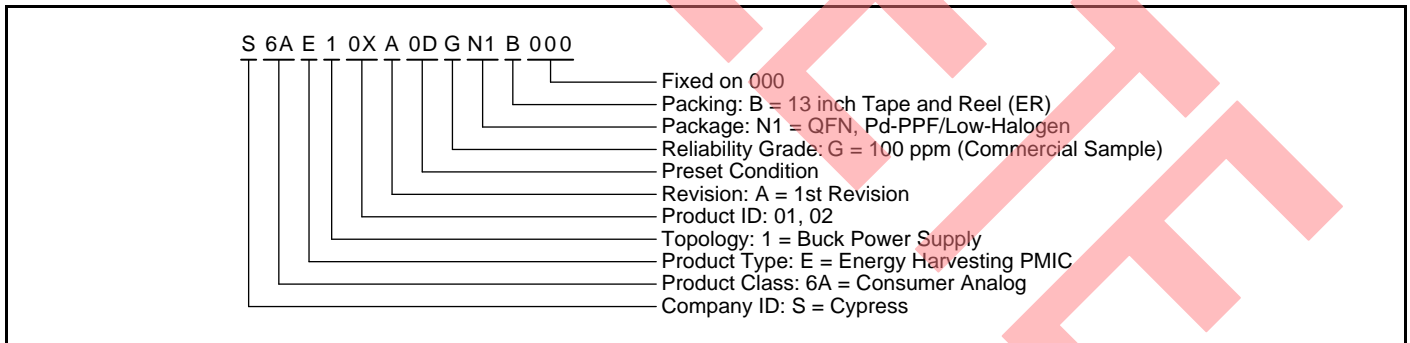 S 6A E 1 0X A 0D G N1 B 000
Fixed on 000
Packing: B = 13 inch Tape and Reel (ER)
Package: N1 = QFN, Pd-PPF/Low-Halogen
Reliability Grade: G = 100 ppm (Commercial Sample)
Preset Condition
Revision: A = 1st Revision
Product ID: 01, 02
Topology: 1 = Buck Power Supply
Product Type: E = Energy Harvesting PMIC
Product Class: 6A = Consumer Analog
Company ID: S = Cypress